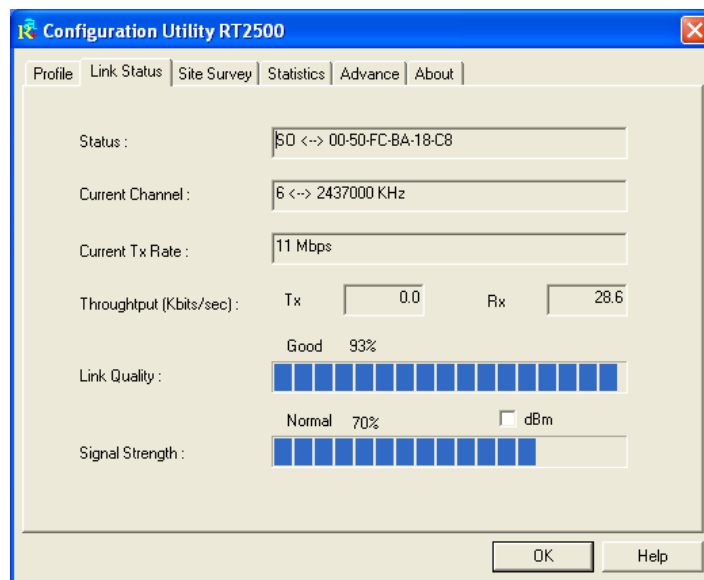 Configuration Utility RT2500
Profile Link Status Site Survey Statistics Advance About
Status : SO <--> 00-50-FC-BA-18-C8
Current Channel : 6 <--> 2437000 KHz
Current Tx Rate : 11 Mbps
Throughtput (Kbits/sec) : Tx 0.0 Rx 28.6
Good 93%
Link Quality :
Normal 70% dBm
Signal Strength :
OK Help